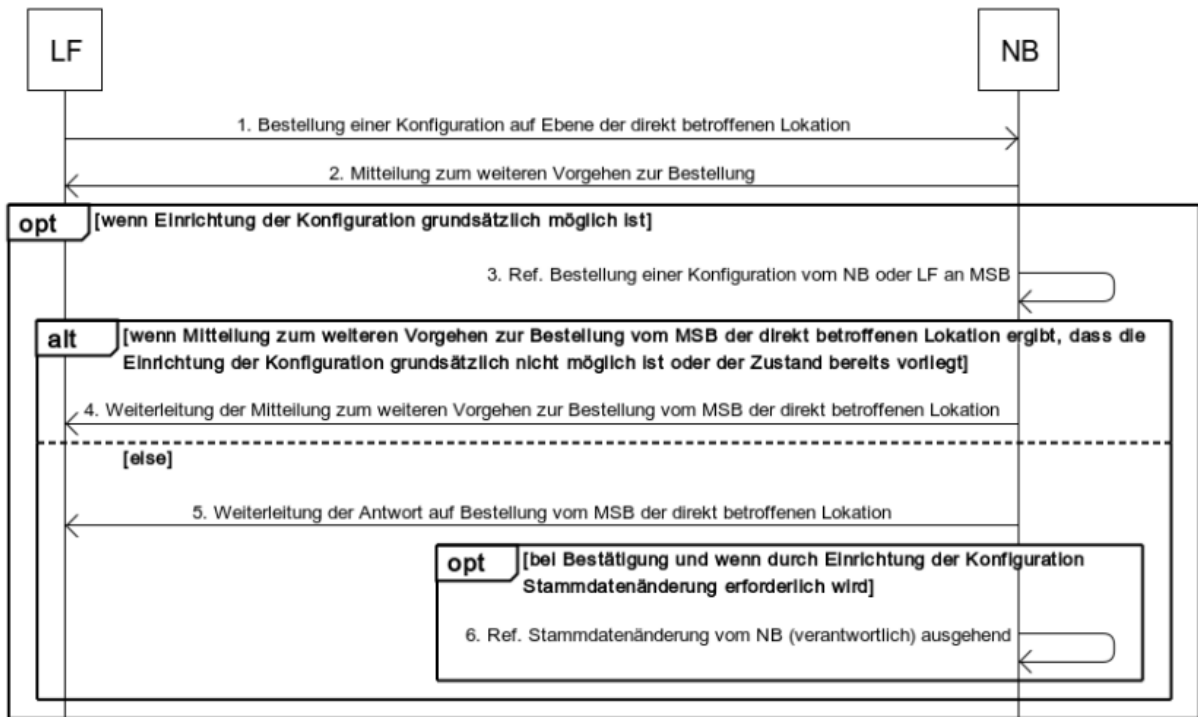 LF
NB
1. Bestellung einer Konfiguration auf Ebene der direkt betroffenen Lokation
2. Mitteilung zum weiteren Vorgehen zur Bestellung
opt
[wenn Einrichtung der Konfiguration grundsätzlich möglich ist]
3. Ref. Bestellung einer Konfiguration vom NB oder LF an MSB
alt
[wenn Mitteilung zum weiteren Vorgehen zur Bestellung vom MSB der direkt betroffenen Lokation ergibt, dass die
Einrichtung der Konfiguration grundsätzlich nicht möglich ist oder der Zustand bereits vorliegt]
4. Weiterleitung der Mitteilung zum weiteren Vorgehen zur Bestellung vom MSB der direkt betroffenen Lokation
[else]
5. Weiterleitung der Antwort auf Bestellung vom MSB der direkt betroffenen Lokation
opt
[bei Bestätigung und wenn durch Einrichtung der Konfiguration
Stammdatenänderung erforderlich wird]
6. Ref. Stammdatenänderung vom NB (verantwortlich) ausgehend